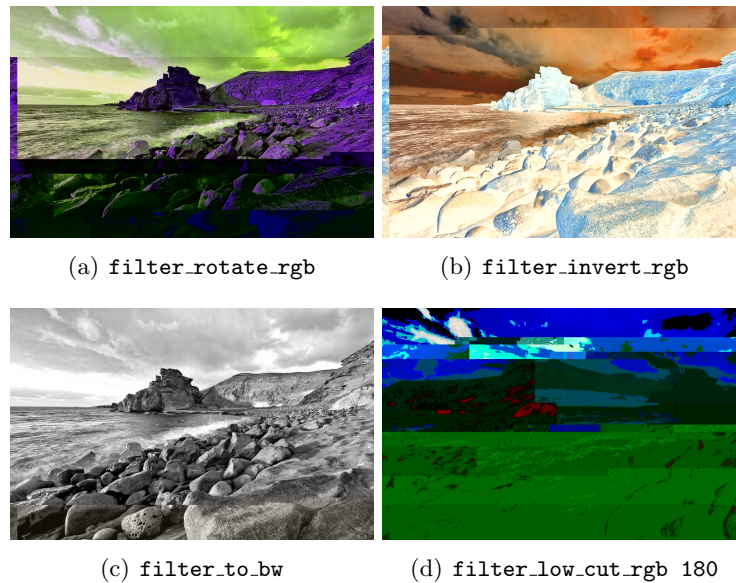 (a) filter_rotate_rgb
(b) filter_invert_rgb
(c) filter_to_bw
(d) filter_low_cut_rgb 180